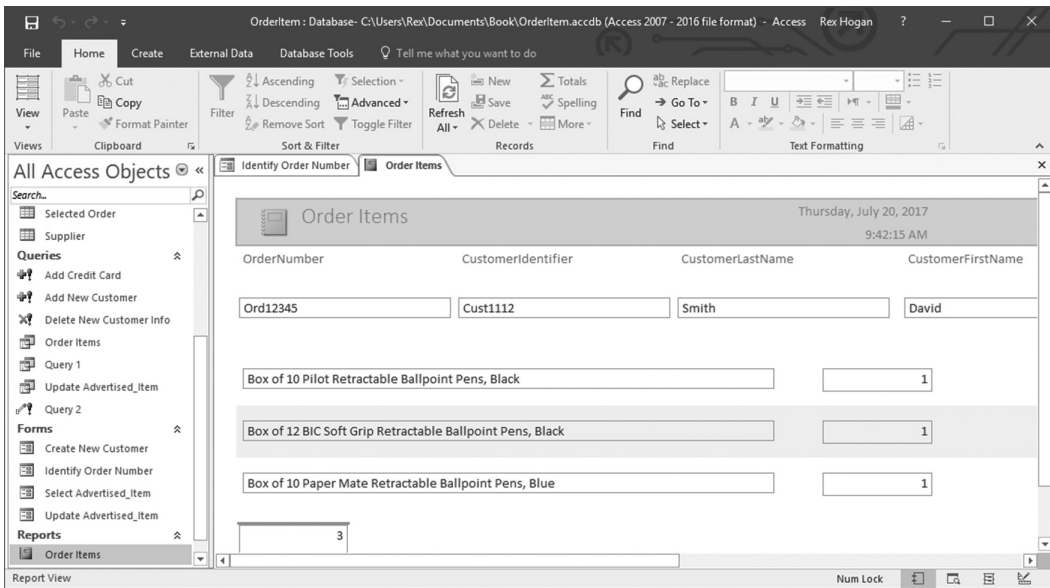 OrderItem : Database- C:\Users\Rex\Documents\Book\OrderItem.accdb (Access 2007 - 2016 file format) - Access Rex Hogan ?
File Home Create External Data Database Tools Tell me what you want to do
View
Paste
Cut
Copy
Format Painter
Filter
Ascending
Descending
Remove Sort
Selection
Advanced
Toggle Filter
Refresh All
New
Save
Delete
Totals
Spelling
More
Find
Replace
Go To
Select
B I U
A
Views Clipboard Sort & Filter Records Find Text Formatting
All Access Objects
Search...
Selected Order
Supplier
Queries
Add Credit Card
Add New Customer
Delete New Customer Info
Order Items
Query 1
Update Advertised_Item
Query 2
Forms
Create New Customer
Identify Order Number
Select Advertised_Item
Update Advertised_Item
Reports
Order Items
Identify Order Number Order Items
Order Items
Thursday, July 20, 2017
9:42:15 AM
OrderNumber CustomerIdentifier CustomerLastName CustomerFirstName
Ord12345 Cust1112 Smith David
Box of 10 Pilot Retractable Ballpoint Pens, Black 1
Box of 12 BIC Soft Grip Retractable Ballpoint Pens, Black 1
Box of 10 Paper Mate Retractable Ballpoint Pens, Blue 1
3
Report View Num Lock